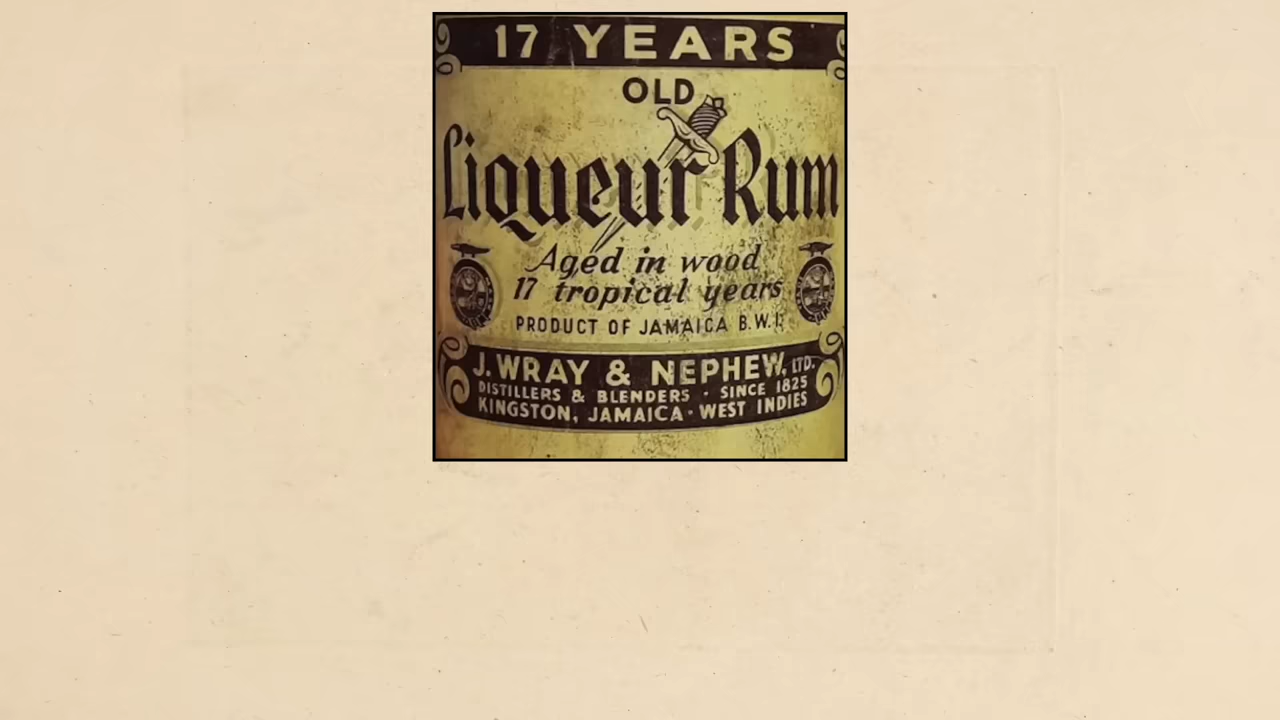 17 YEARS
OLD
Liqueur Rum
Aged in wood
17 tropical years
PRODUCT OF JAMAICA B.W.I.
J. WRAY & NEPHEW, LTD.
DISTILLERS & BLENDERS · SINCE 1825
KINGSTON, JAMAICA · WEST INDIES